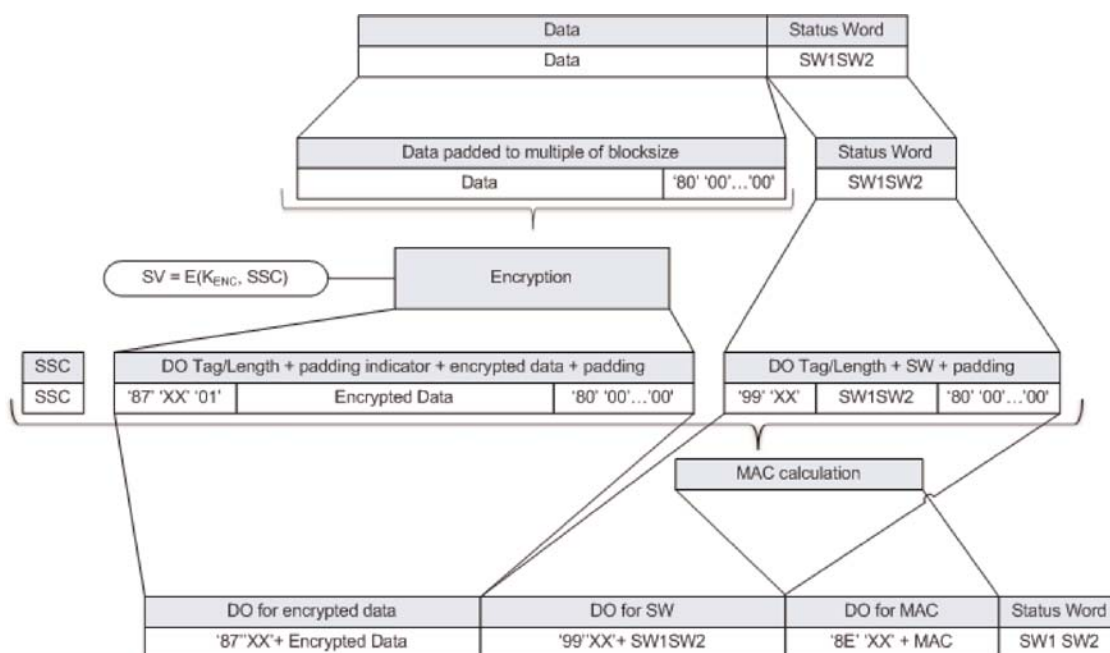 Data Status Word
Data SW1SW2
Data padded to multiple of blocksize Status Word
Data '80' '00'...'00' SW1SW2
SV = E(KENC, SSC) Encryption
SSC DO Tag/Length + padding indicator + encrypted data + padding DO Tag/Length + SW + padding
SSC '87' 'XX' '01' Encrypted Data '80' '00'...'00' '99' 'XX' SW1SW2 '80' '00'...'00'
MAC calculation
DO for encrypted data DO for SW DO for MAC Status Word
'87''XX'+ Encrypted Data '99''XX'+ SW1SW2 '8E' 'XX' + MAC SW1 SW2